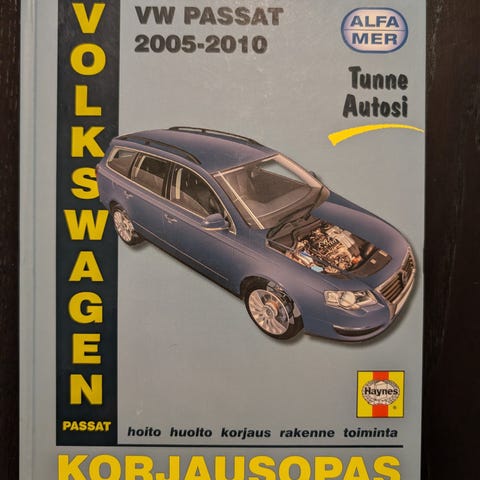 VOLKSWAGEN
PASSAT
VW PASSAT
2005-2010
ALFA
MER
Tunne
Autosi
Haynes
®
hoito huolto korjaus rakenne toiminta
KORJAUSOPAS